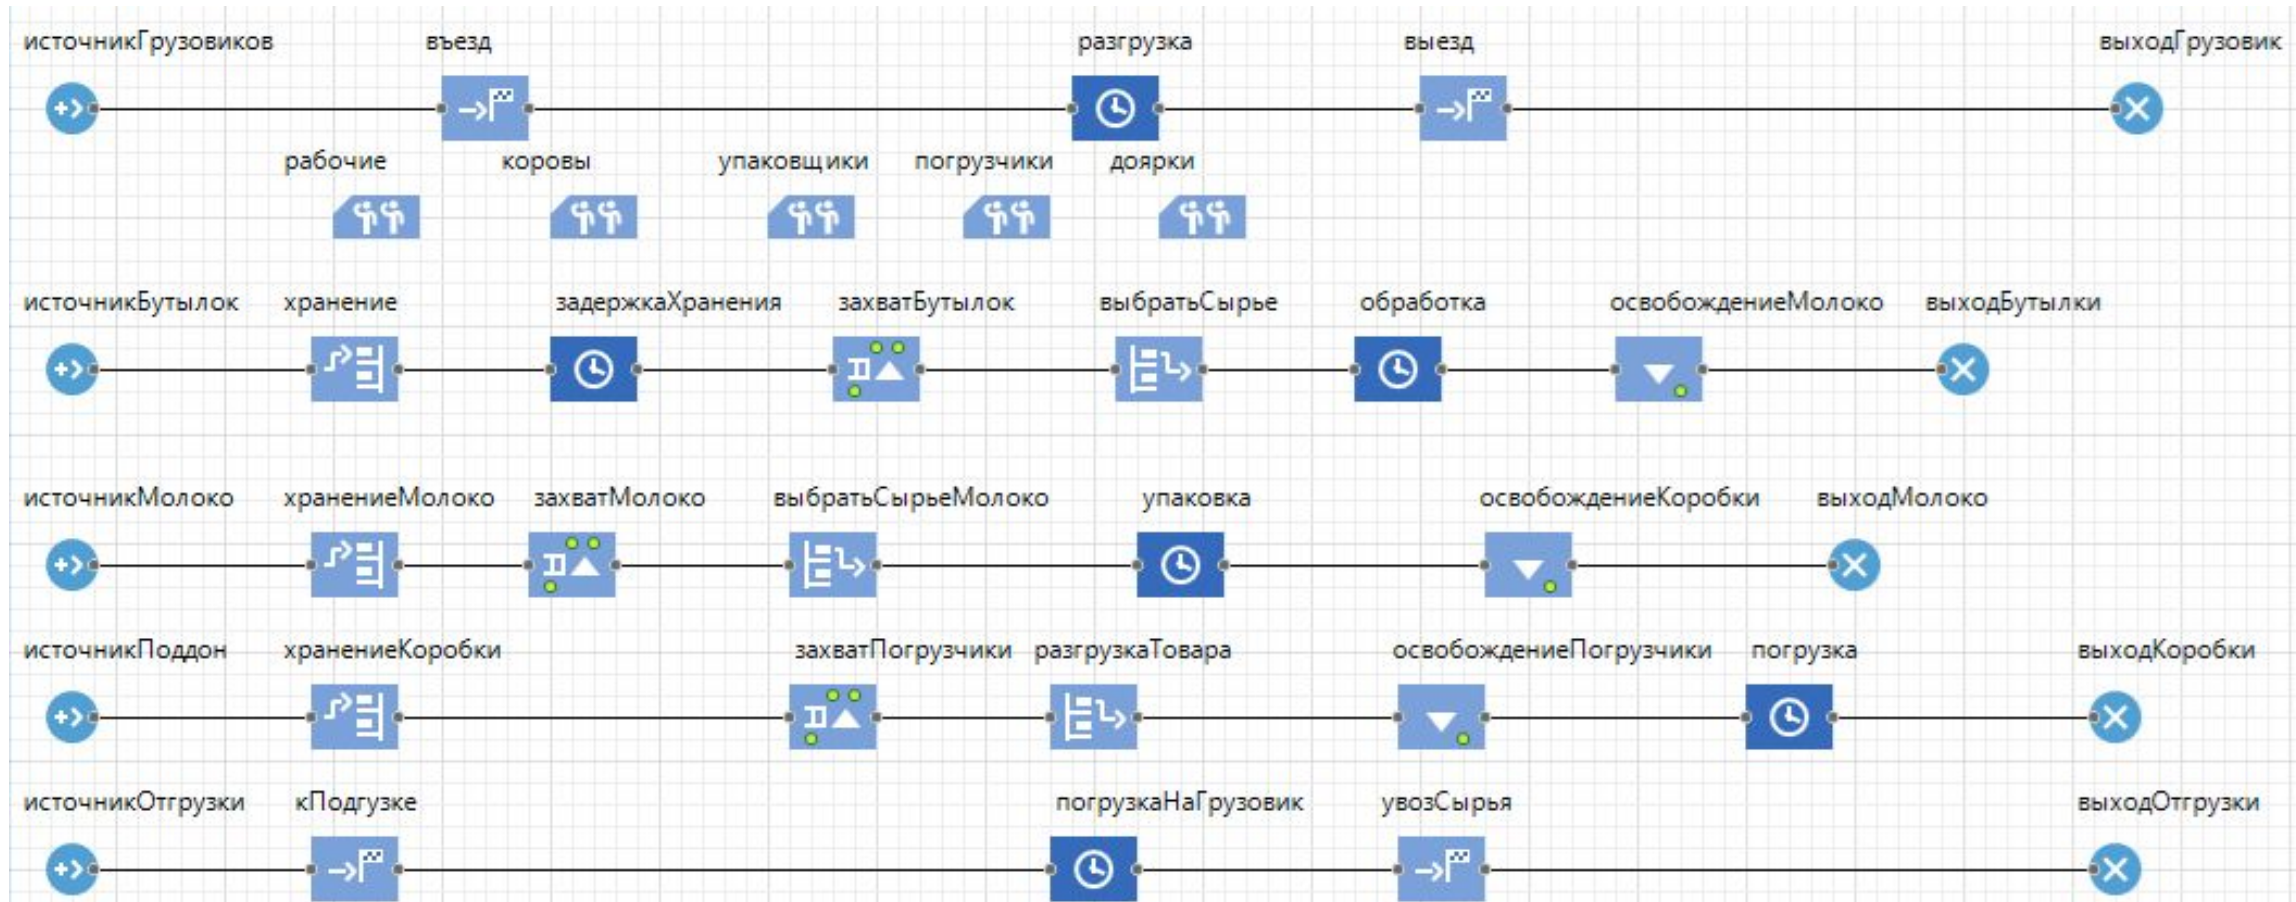 источникГрузовиков въезд разгрузка выезд выходГрузовик
рабочие коровы упаковщики погрузчики доярки
источникБутылок хранение задержкаХранения захватБутылок выбратьСырье обработка освобождениеМолоко выходБутылки
источникМолоко хранениеМолоко захватМолоко выбратьСырьеМолоко упаковка освобождениеКоробки выходМолоко
источникПоддон хранениеКоробки захватПогрузчики разгрузкаТовара освобождениеПогрузчики погрузка выходКоробки
источникОтгрузки кПодгузке погрузкаНаГрузовик увозСырья выходОтгрузки